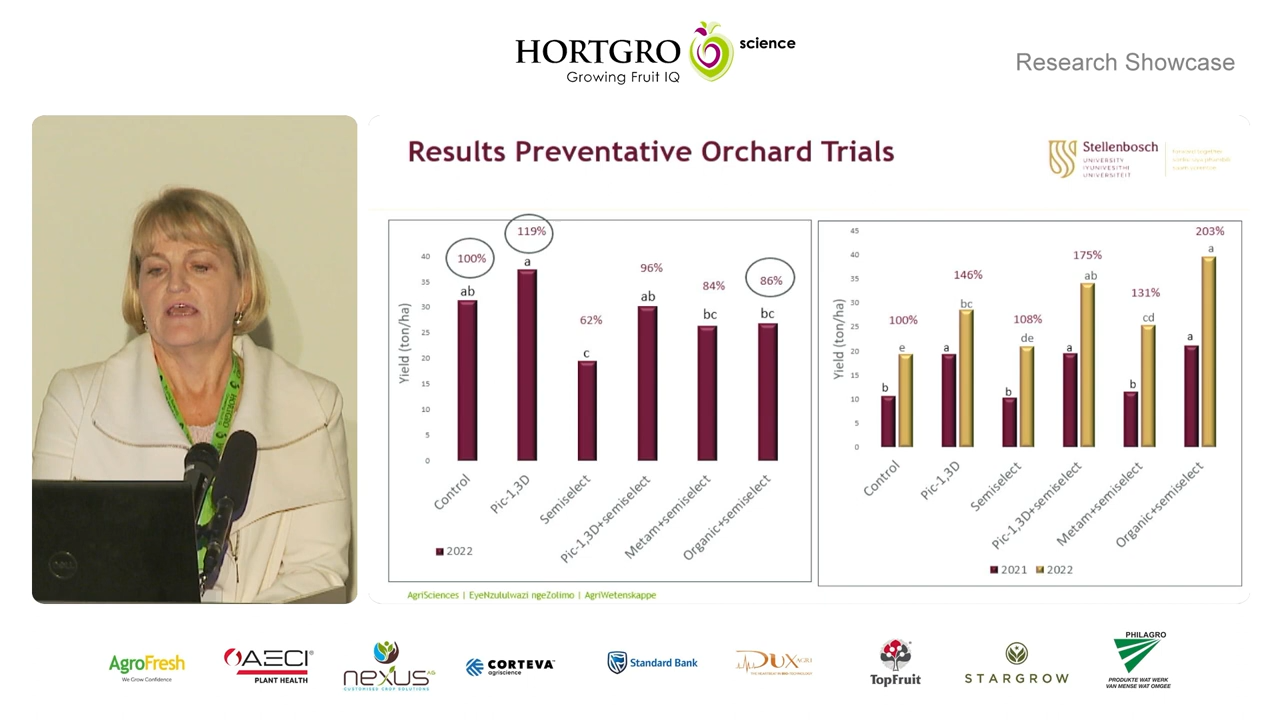 HORTGRO science
Growing Fruit IQ
Research Showcase
Results Preventative Orchard Trials
Stellenbosch
UNIVERSITY
IYUNIVESITHI
UNIVERSITEIT
100%
119%
62%
96%
84%
86%
ab
a
c
ab
bc
bc
Yield (ton/ha)
40
35
30
25
20
15
10
5
0
Control
Pic-1,3D
Semiselect
Pic-1,3D+semiselect
Metam+semiselect
Organic+semiselect
2022
100%
146%
108%
175%
131%
203%
b
e
a
bc
b
de
a
ab
b
cd
a
a
Yield (ton/ha)
45
40
35
30
25
20
15
10
5
0
Control
Pic-1,3D
Semiselect
Pic-1,3D+semiselect
Metam+semiselect
Organic+semiselect
2021 2022
AgriSciences | EyeNzululwazi ngeZolimo | AgriWetenskappe
DELL
AgroFresh
We Grow Confidence
AECI
PLANT HEALTH
nexus AG
CUSTOMISED CROP SOLUTIONS
CORTEVA
agriscience
Standard Bank
DUX AGRI
TopFruit
STARGROW
PHILAGRO
PRODUKTE WAT WERK
VAN MENSE WAT OMGEE